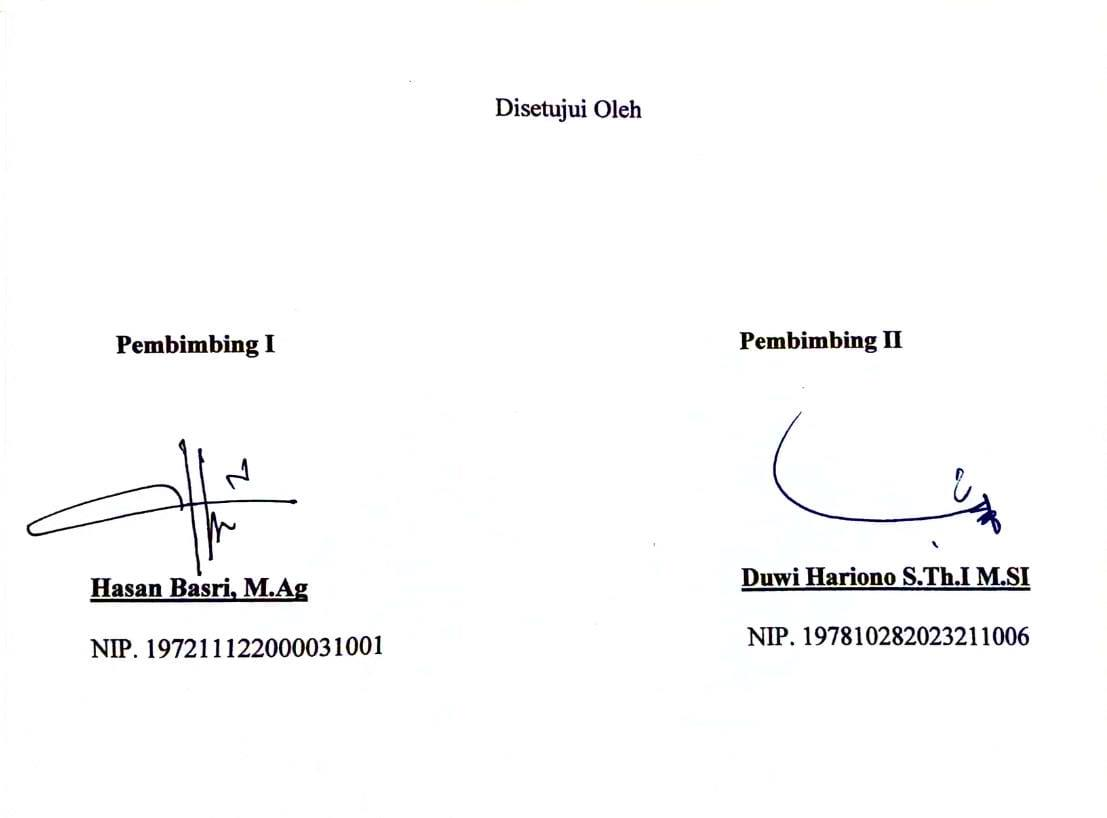 Disetujui Oleh
Pembimbing I
Pembimbing II
Hasan Basri, M.Ag
Duwi Hariono S.Th.I M.SI
NIP. 197211122000031001
NIP. 197810282023211006